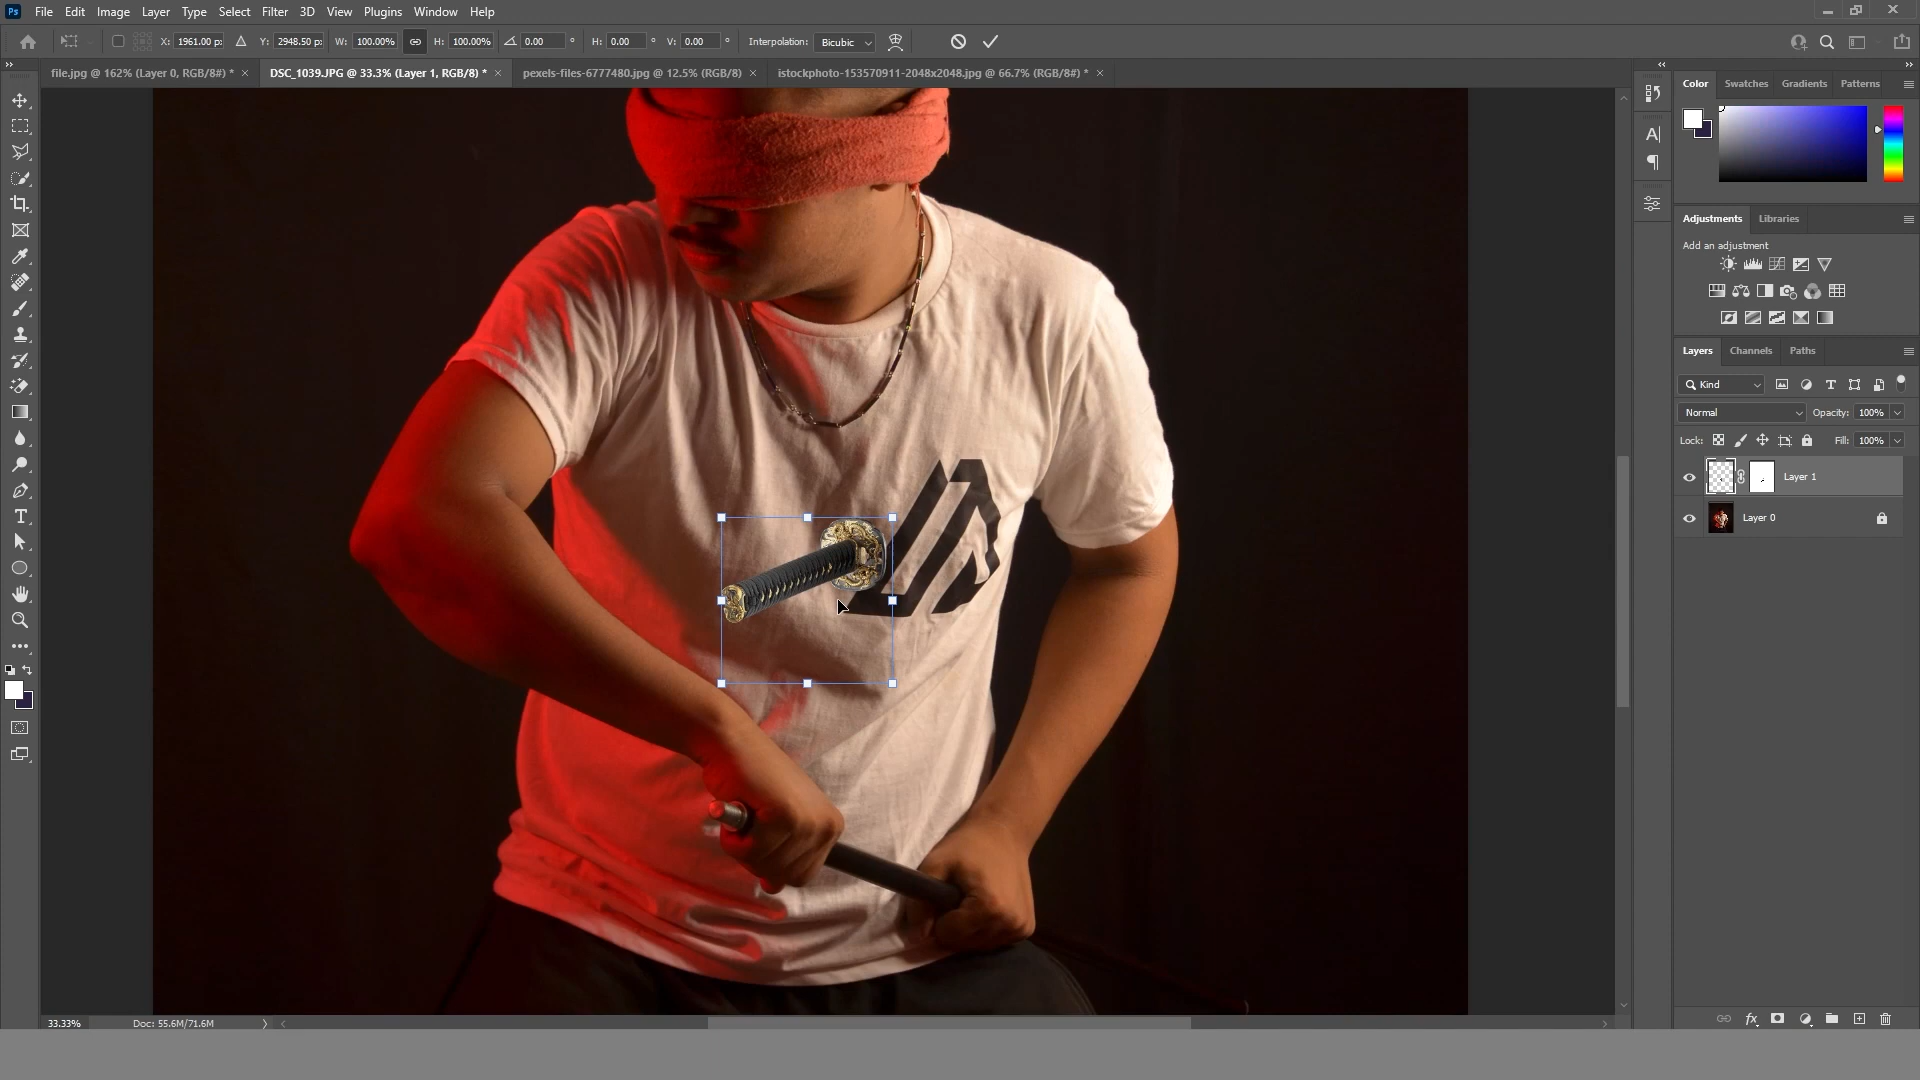 Ps File Edit Image Layer Type Select Filter 3D View Plugins Window Help
X: 1961.00 p: Y: 2948.50 p: W: 100.00% H: 100.00% 0.00 ° H: 0.00 ° V: 0.00 ° Interpolation: Bicubic
file.jpg @ 162% (Layer 0, RGB/8#) * × DSC_1039.JPG @ 33.3% (Layer 1, RGB/8) * × pexels-files-6777480.jpg @ 12.5% (RGB/8) × istockphoto-153570911-2048x2048.jpg @ 66.7% (RGB/8#) * ×
Color Swatches Gradients Patterns
Adjustments Libraries
Add an adjustment
Layers Channels Paths
Kind
Normal Opacity: 100%
Lock: Fill: 100%
Layer 1
Layer 0
33.33% Doc: 55.6M/71.6M